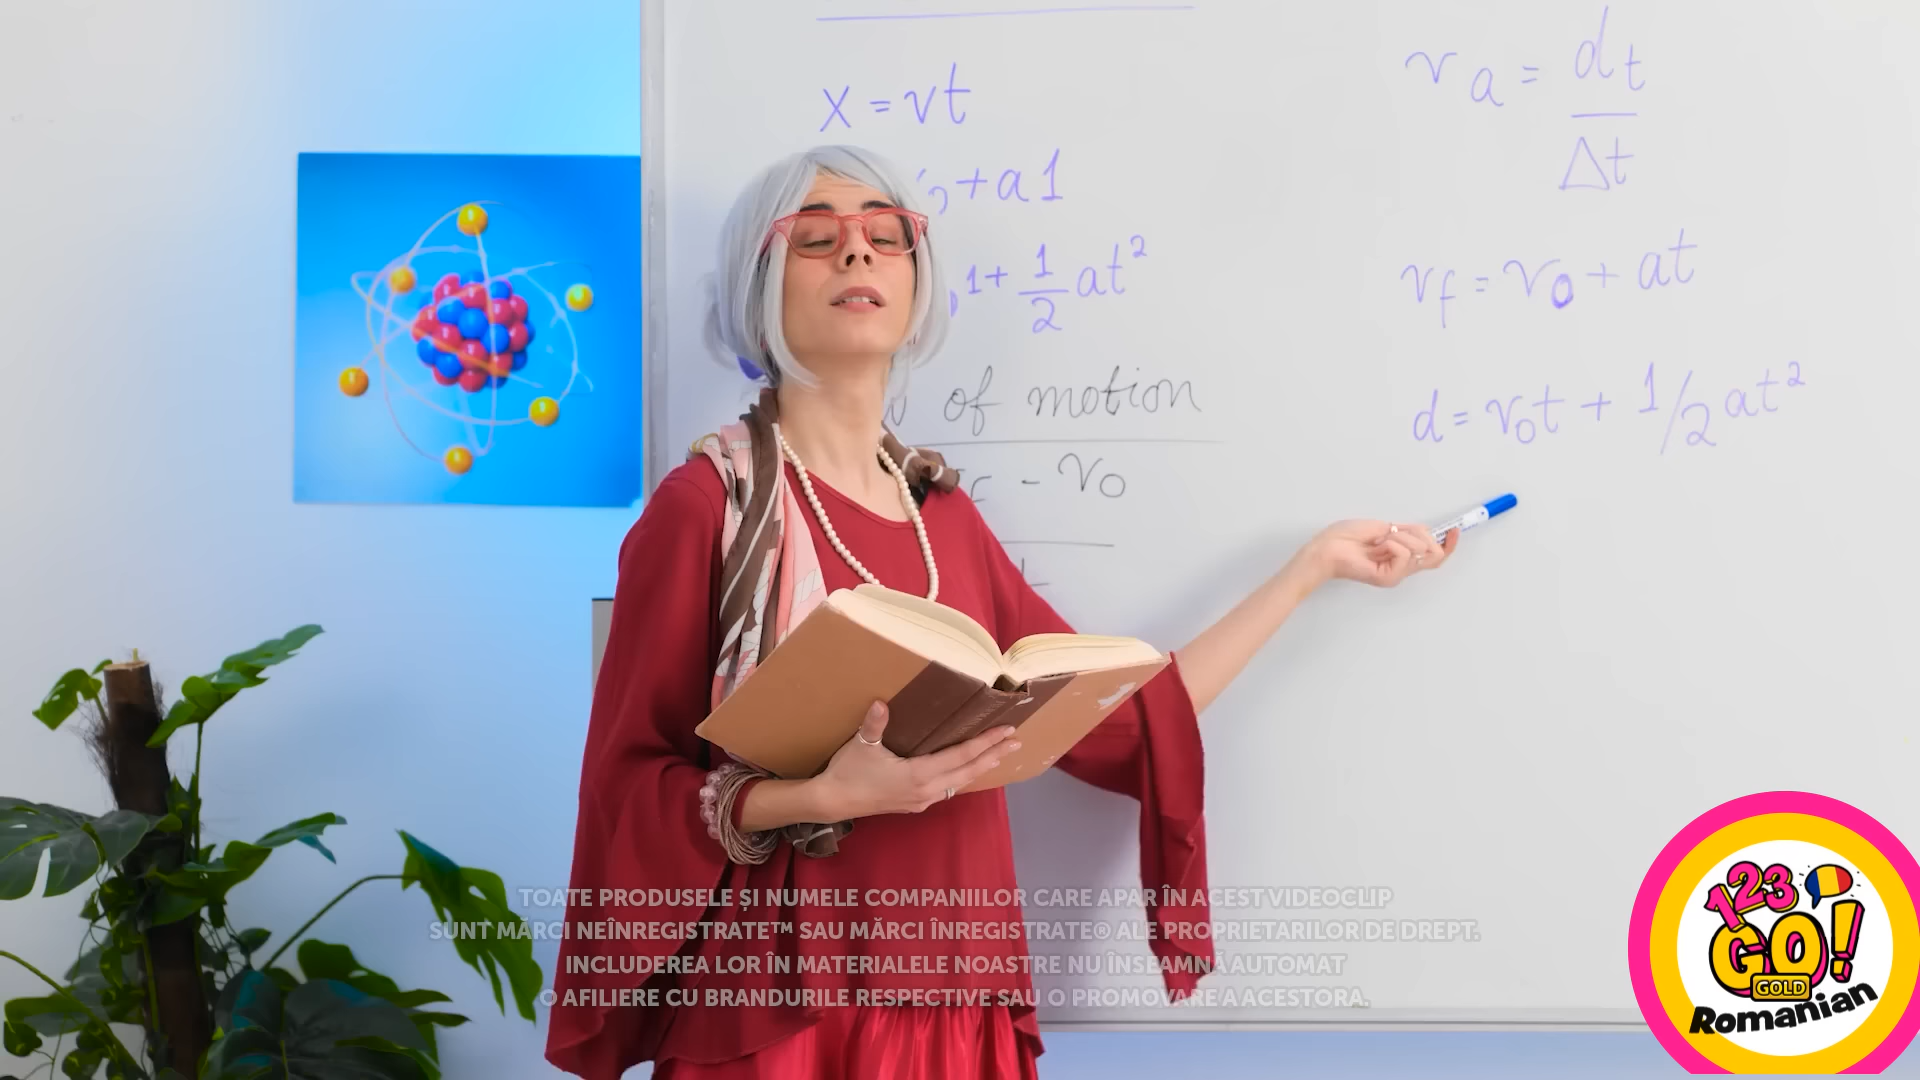 x = vt
+ a1
1 + 1/2 at²
of motion
- v₀
vₐ = dt
Δt
v_f = v₀ + at
d = v₀t + 1/2 at²
TOATE PRODUSELE ȘI NUMELE COMPANIILOR CARE APAR ÎN ACEST VIDEOCLIP
SUNT MĂRCI NEÎNREGISTRATE™ SAU MĂRCI ÎNREGISTRATE® ALE PROPRIETARILOR DE DREPT.
INCLUDEREA LOR ÎN MATERIALELE NOASTRE NU ÎNSEAMNĂ AUTOMAT
O AFILIERE CU BRANDURILE RESPECTIVE SAU O PROMOVARE A ACESTORA.
123
GO!
GOLD
Romanian